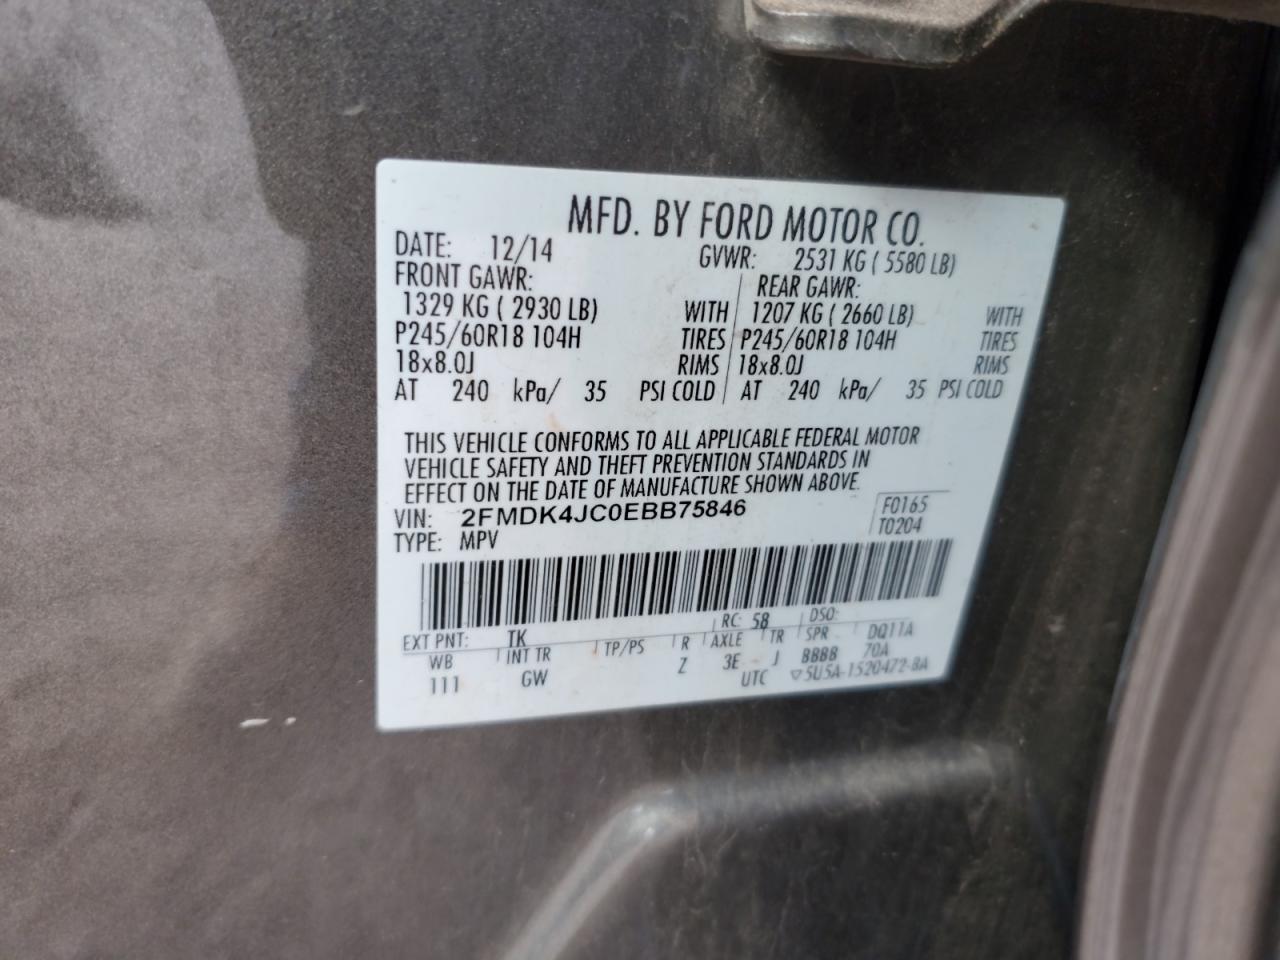 MFD. BY FORD MOTOR CO.
DATE: 12/14 GVWR: 2531 KG ( 5580 LB)
FRONT GAWR: REAR GAWR:
1329 KG ( 2930 LB) WITH 1207 KG ( 2660 LB) WITH
P245/60R18 104H TIRES P245/60R18 104H TIRES
18x8.0J RIMS 18x8.0J RIMS
AT 240 kPa/ 35 PSI COLD AT 240 kPa/ 35 PSI COLD
THIS VEHICLE CONFORMS TO ALL APPLICABLE FEDERAL MOTOR
VEHICLE SAFETY AND THEFT PREVENTION STANDARDS IN
EFFECT ON THE DATE OF MANUFACTURE SHOWN ABOVE.
VIN: 2FMDK4JC0EBB75846 F0165
TYPE: MPV T0204
EXT PNT: TK RC: 58 DSO:
WB INT TR TP/PS R AXLE TR SPR DQ11A
111 GW Z 3E J 8888 70A
UTC ▽5U5A-1520472-BA